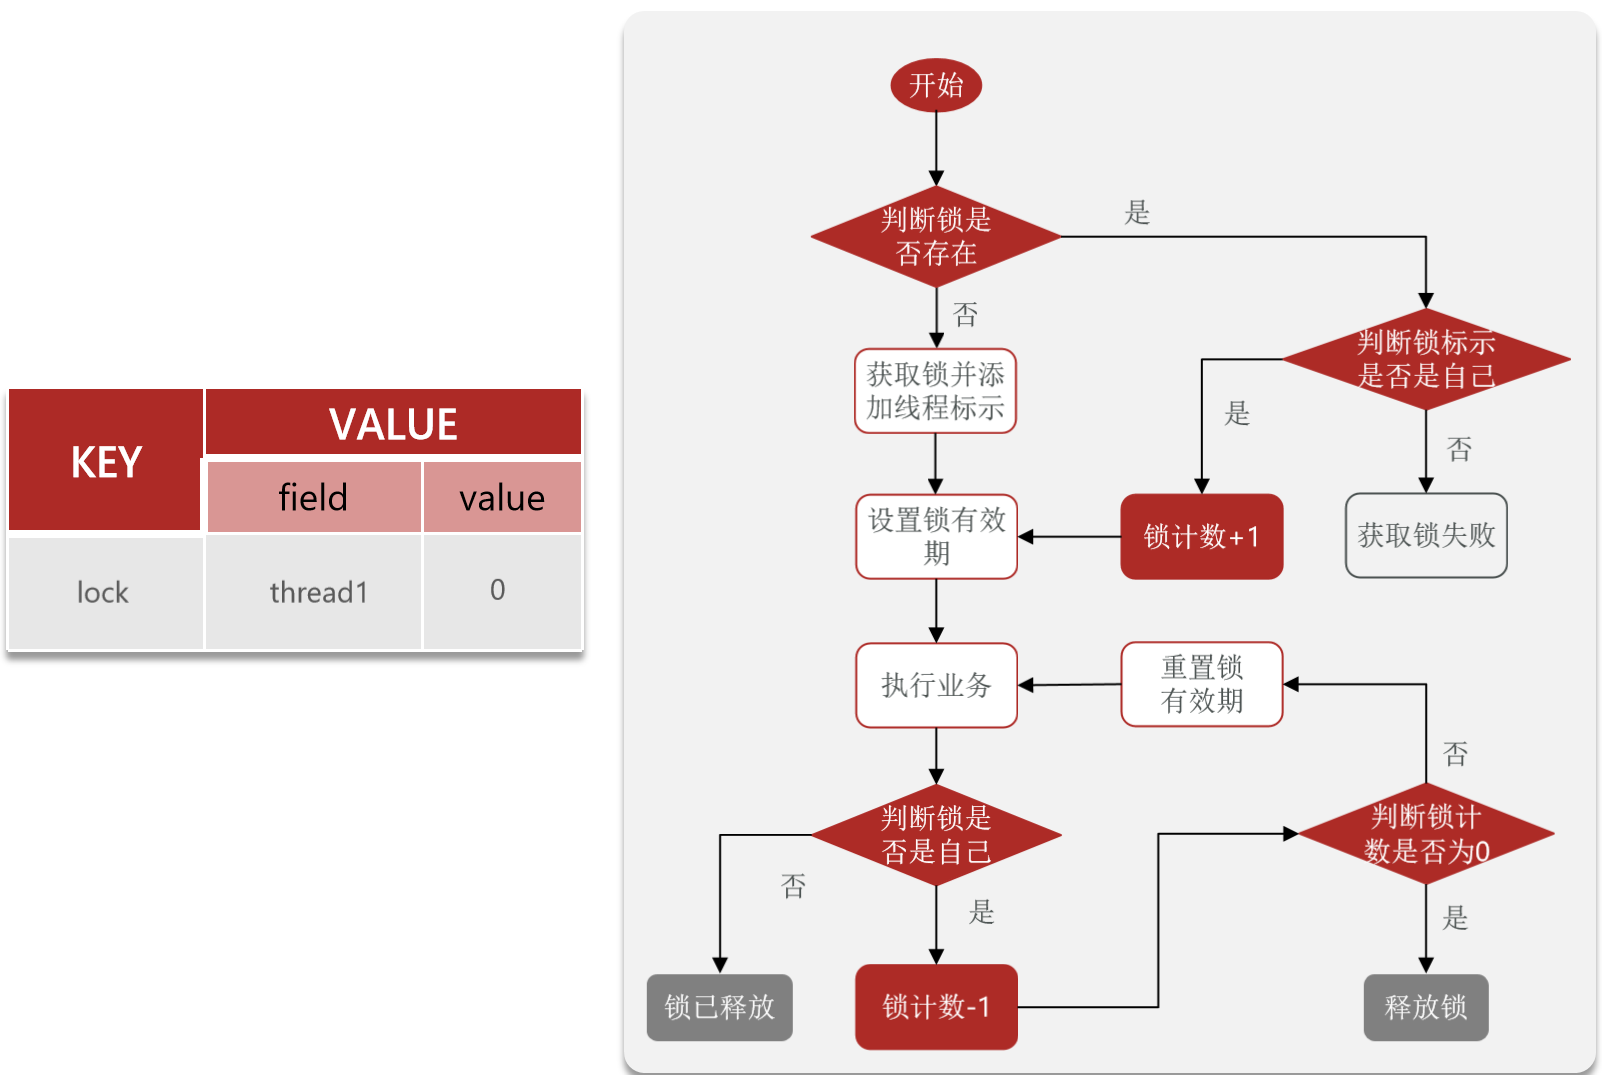 KEY
VALUE
field
value
lock
thread1
0
开始
判断锁是
否存在
是
否
获取锁并添
加线程标示
判断锁标示
是否是自己
是
否
设置锁有效
期
锁计数+1
获取锁失败
执行业务
重置锁
有效期
否
判断锁是
否是自己
判断锁计
数是否为0
否
是
是
锁已释放
锁计数-1
释放锁